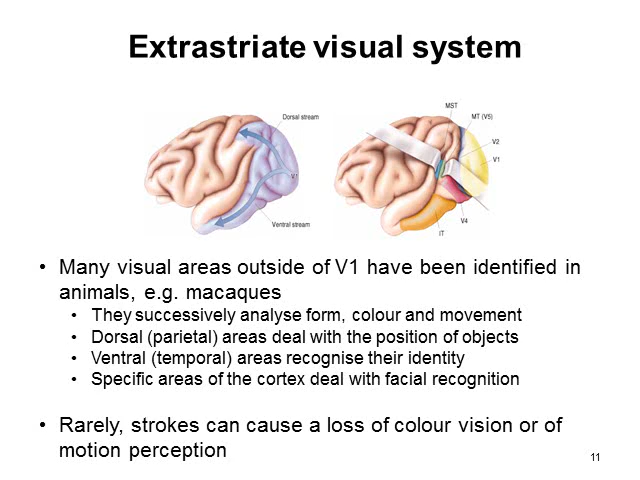 Extrastriate visual system
Dorsal stream
V1
Ventral stream
MST
MT (V5)
V2
V1
V4
IT
• Many visual areas outside of V1 have been identified in
animals, e.g. macaques
• They successively analyse form, colour and movement
• Dorsal (parietal) areas deal with the position of objects
• Ventral (temporal) areas recognise their identity
• Specific areas of the cortex deal with facial recognition
• Rarely, strokes can cause a loss of colour vision or of
motion perception
11